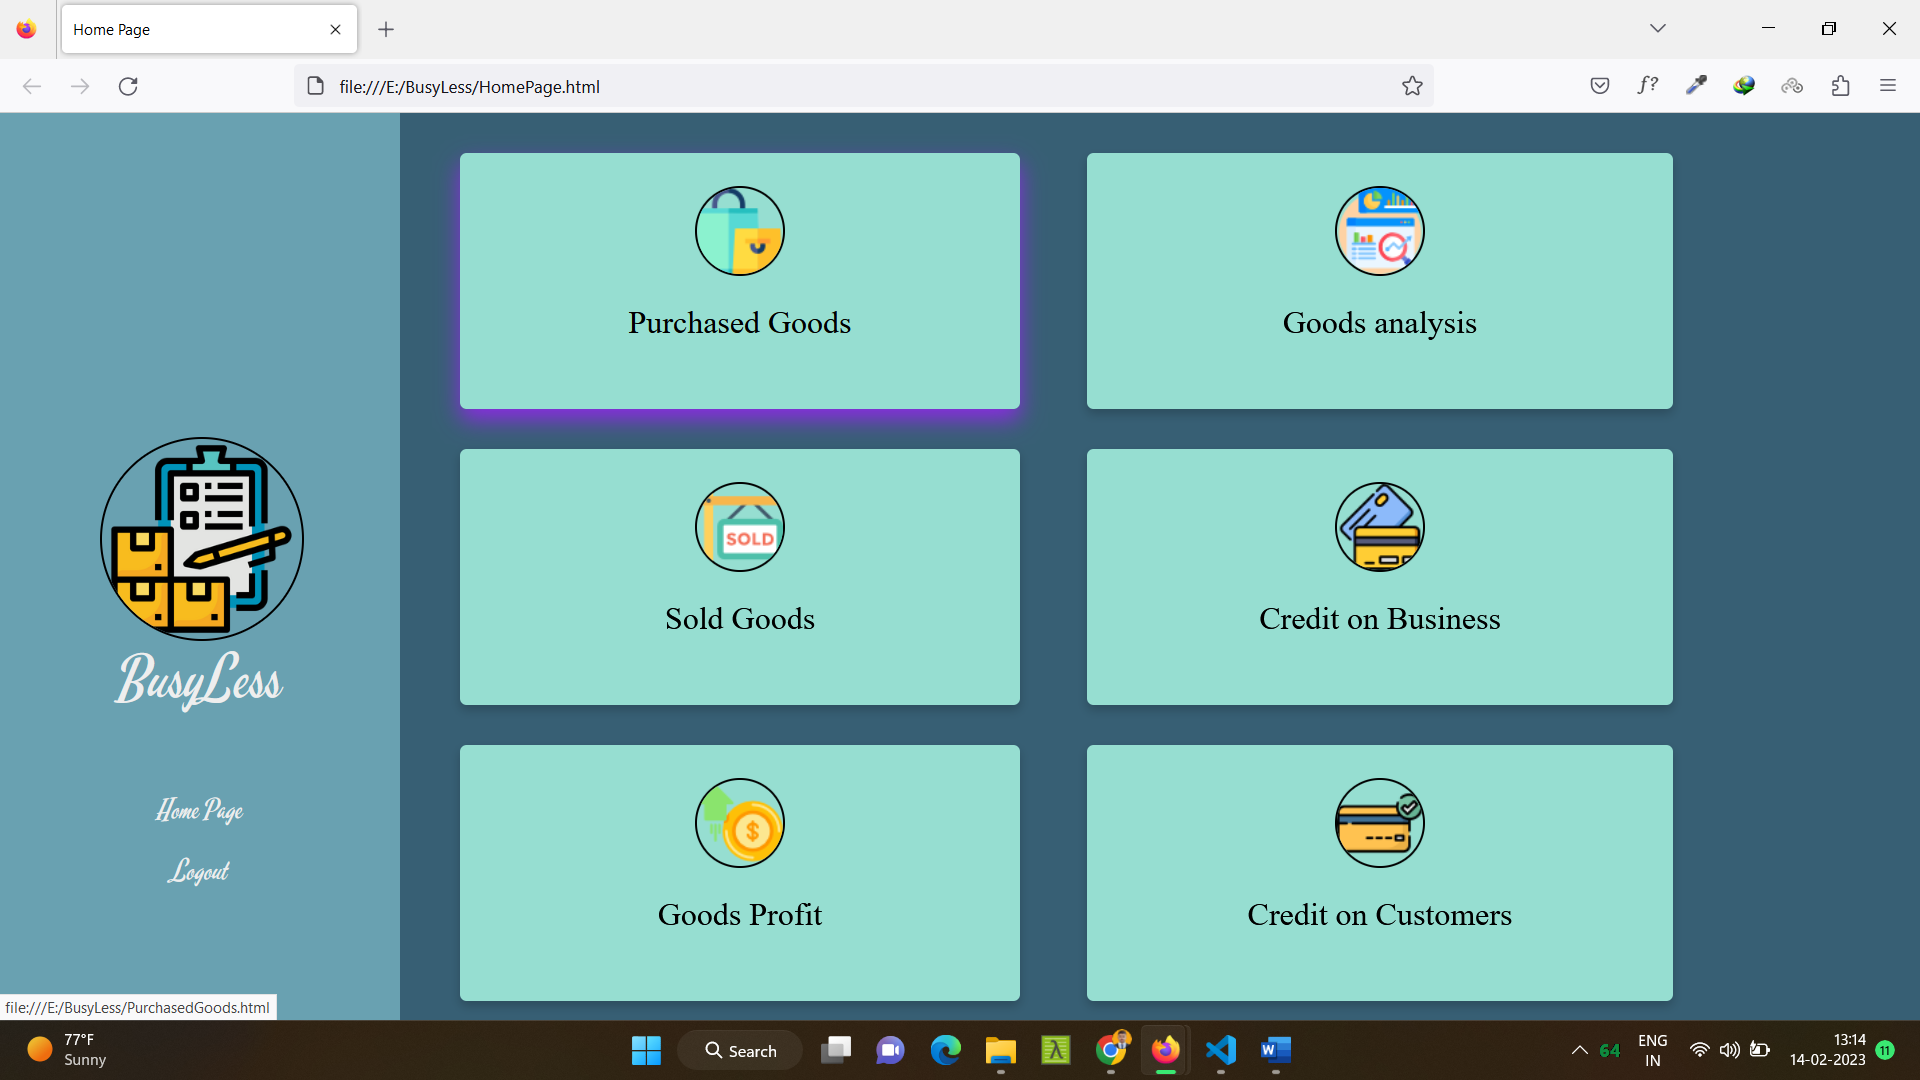 Home Page
file:///E:/BusyLess/HomePage.html
f?
Purchased Goods
Goods analysis
SOLD
Sold Goods
Credit on Business
BusyLess
Home Page
Logout
$
Goods Profit
Credit on Customers
file:///E:/BusyLess/PurchasedGoods.html
77°F
Sunny
Search
λ
W
64
ENG
IN
13:14
14-02-2023
11